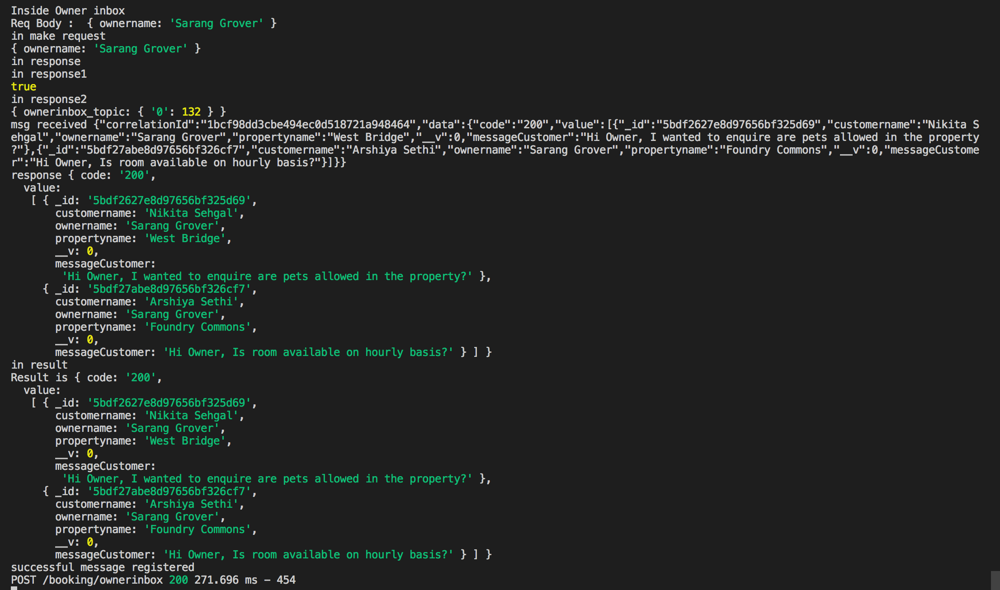 Inside Owner inbox
Req Body :  { ownername: 'Sarang Grover' }
in make request
{ ownername: 'Sarang Grover' }
in response
in response1
true
in response2
{ ownerinbox_topic: { '0': 132 } }
msg received {"correlationId":"1bcf98dd3cbe494ec0d518721a948464","data":{"code":"200","value":[{"_id":"5bdf2627e8d97656bf325d69","customername":"Nikita S
ehgal","ownername":"Sarang Grover","propertyname":"West Bridge","__v":0,"messageCustomer":"Hi Owner, I wanted to enquire are pets allowed in the property
?"},{"_id":"5bdf27abe8d97656bf326cf7","customername":"Arshiya Sethi","ownername":"Sarang Grover","propertyname":"Foundry Commons","__v":0,"messageCustome
r":"Hi Owner, Is room available on hourly basis?"}]}}
response { code: '200',
  value:
   [ { _id: '5bdf2627e8d97656bf325d69',
       customername: 'Nikita Sehgal',
       ownername: 'Sarang Grover',
       propertyname: 'West Bridge',
       __v: 0,
       messageCustomer:
        'Hi Owner, I wanted to enquire are pets allowed in the property?' },
     { _id: '5bdf27abe8d97656bf326cf7',
       customername: 'Arshiya Sethi',
       ownername: 'Sarang Grover',
       propertyname: 'Foundry Commons',
       __v: 0,
       messageCustomer: 'Hi Owner, Is room available on hourly basis?' } ] }
in result
Result is { code: '200',
  value:
   [ { _id: '5bdf2627e8d97656bf325d69',
       customername: 'Nikita Sehgal',
       ownername: 'Sarang Grover',
       propertyname: 'West Bridge',
       __v: 0,
       messageCustomer:
        'Hi Owner, I wanted to enquire are pets allowed in the property?' },
     { _id: '5bdf27abe8d97656bf326cf7',
       customername: 'Arshiya Sethi',
       ownername: 'Sarang Grover',
       propertyname: 'Foundry Commons',
       __v: 0,
       messageCustomer: 'Hi Owner, Is room available on hourly basis?' } ] }
successful message registered
POST /booking/ownerinbox 200 271.696 ms - 454